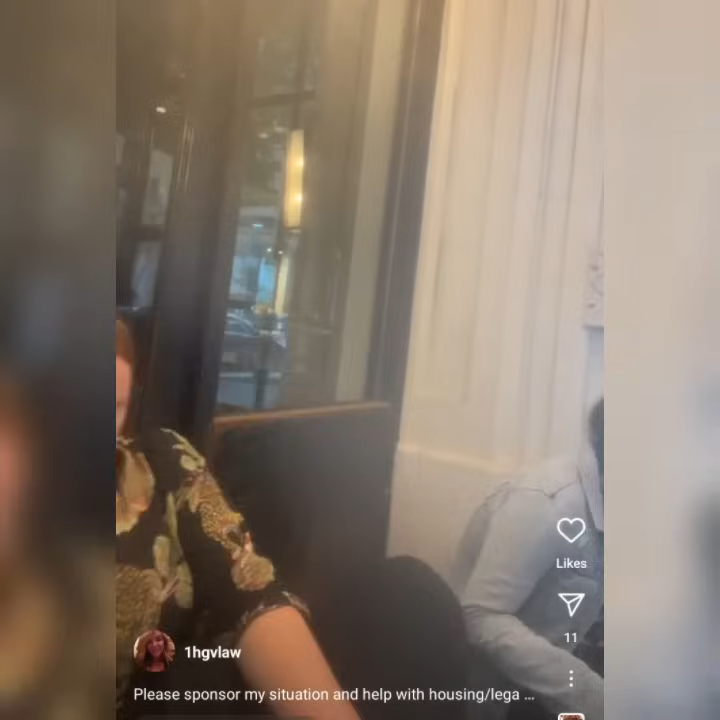 Likes
11
1hgvlaw
Please sponsor my situation and help with housing/lega ...